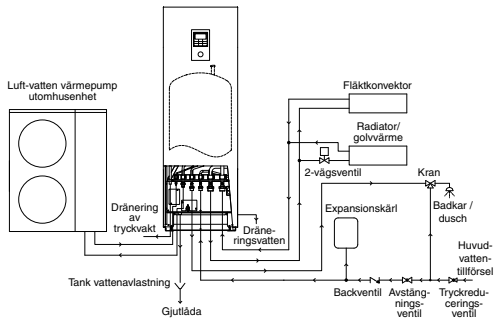 Luft-vatten värmepump
utomhusenhet
Fläktkonvektor
Radiator/
golvvärme
2-vägsventil
Kran
Badkar /
dusch
Dränering
av
tryckvakt
Dräne-
ringsvatten
Expansionskärl
Huvud-
vatten-
tillförsel
Tank vattenavlastning
Gjutlåda
Backventil
Avstäng-
nings-
ventil
Tryckredu-
cerings-
ventil